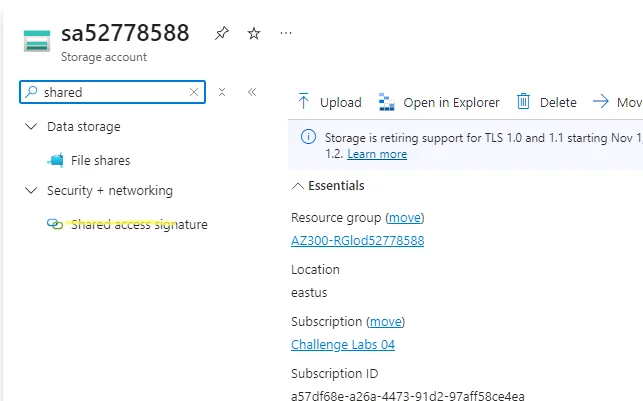 sa52778588
Storage account
shared
Data storage
File shares
Security + networking
Shared access signature
Upload
Open in Explorer
Delete
Mov
Storage is retiring support for TLS 1.0 and 1.1 starting Nov 1,
1.2. Learn more
Essentials
Resource group (move)
AZ300-RGlod52778588
Location
eastus
Subscription (move)
Challenge Labs 04
Subscription ID
a57df68e-a26a-4473-91d2-97aff58ce4ea